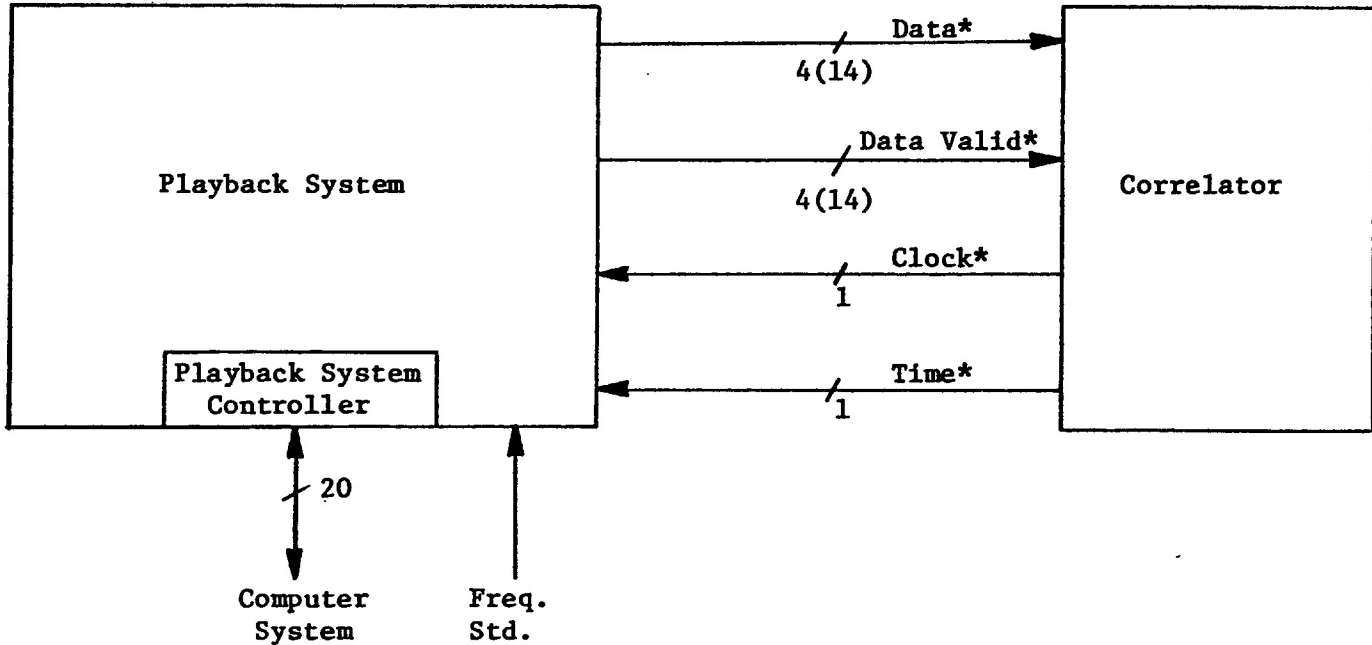 Data*
4(14)
Data Valid*
4(14)
Playback System
Correlator
Clock*
1
Time*
1
Playback System
Controller
20
Computer
System
Freq.
Std.